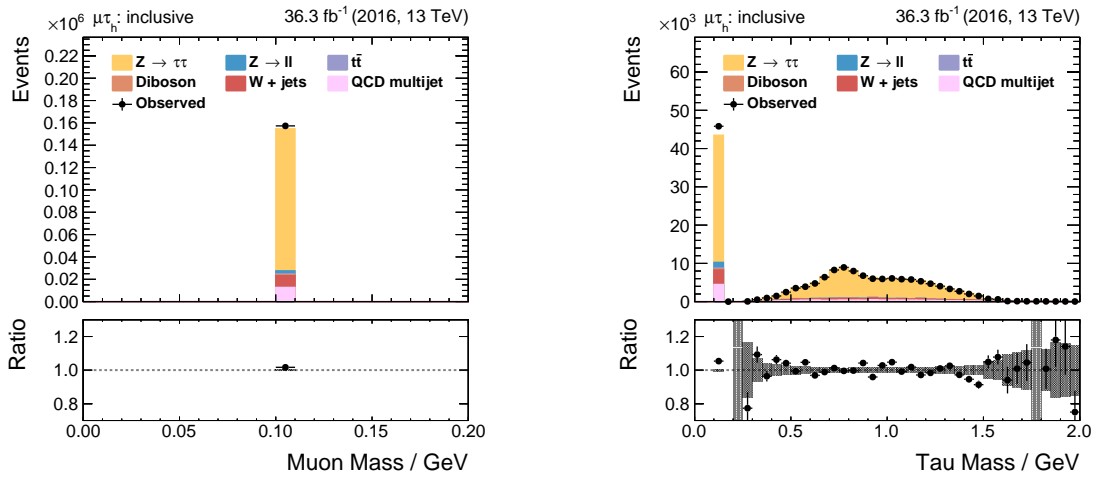 ×10⁶ μτₕ: inclusive 36.3 fb⁻¹ (2016, 13 TeV)
Events
0.22
0.20
0.18
0.16
0.14
0.12
0.10
0.08
0.06
0.04
0.02
0.00
Z → ττ Z → ll tt̄
Diboson W + jets QCD multijet
Observed
Ratio
1.2
1.0
0.8
0.00 0.05 0.10 0.15 0.20
Muon Mass / GeV
×10³ μτₕ: inclusive 36.3 fb⁻¹ (2016, 13 TeV)
Events
60
50
40
30
20
10
0
Z → ττ Z → ll tt̄
Diboson W + jets QCD multijet
Observed
Ratio
1.2
1.0
0.8
0.0 0.5 1.0 1.5 2.0
Tau Mass / GeV